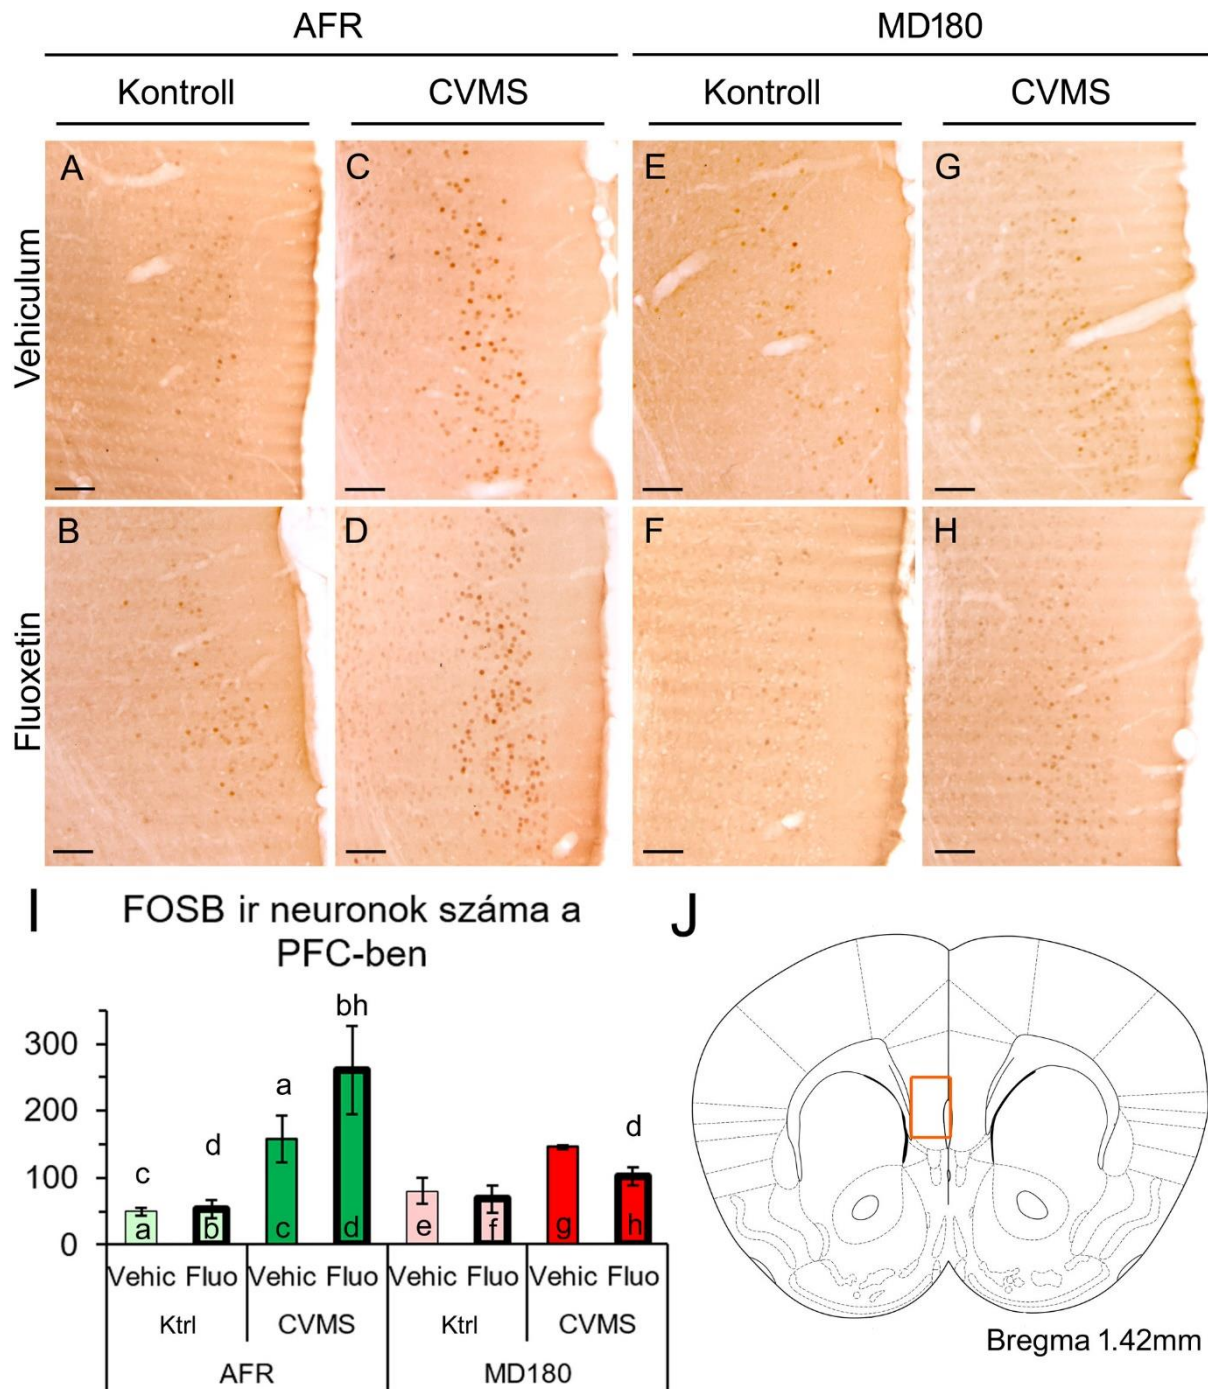 AFR MD180
Kontroll CVMS Kontroll CVMS
Vehiculum
A C E G
Fluoxetin
B D F H
I FOSB ir neuronok száma a
PFC-ben
J
300
200
100
0
c d a bh d
a b c d e f g h
Vehic Fluo Vehic Fluo Vehic Fluo Vehic Fluo
Ktrl CVMS Ktrl CVMS
AFR MD180
Bregma 1.42mm